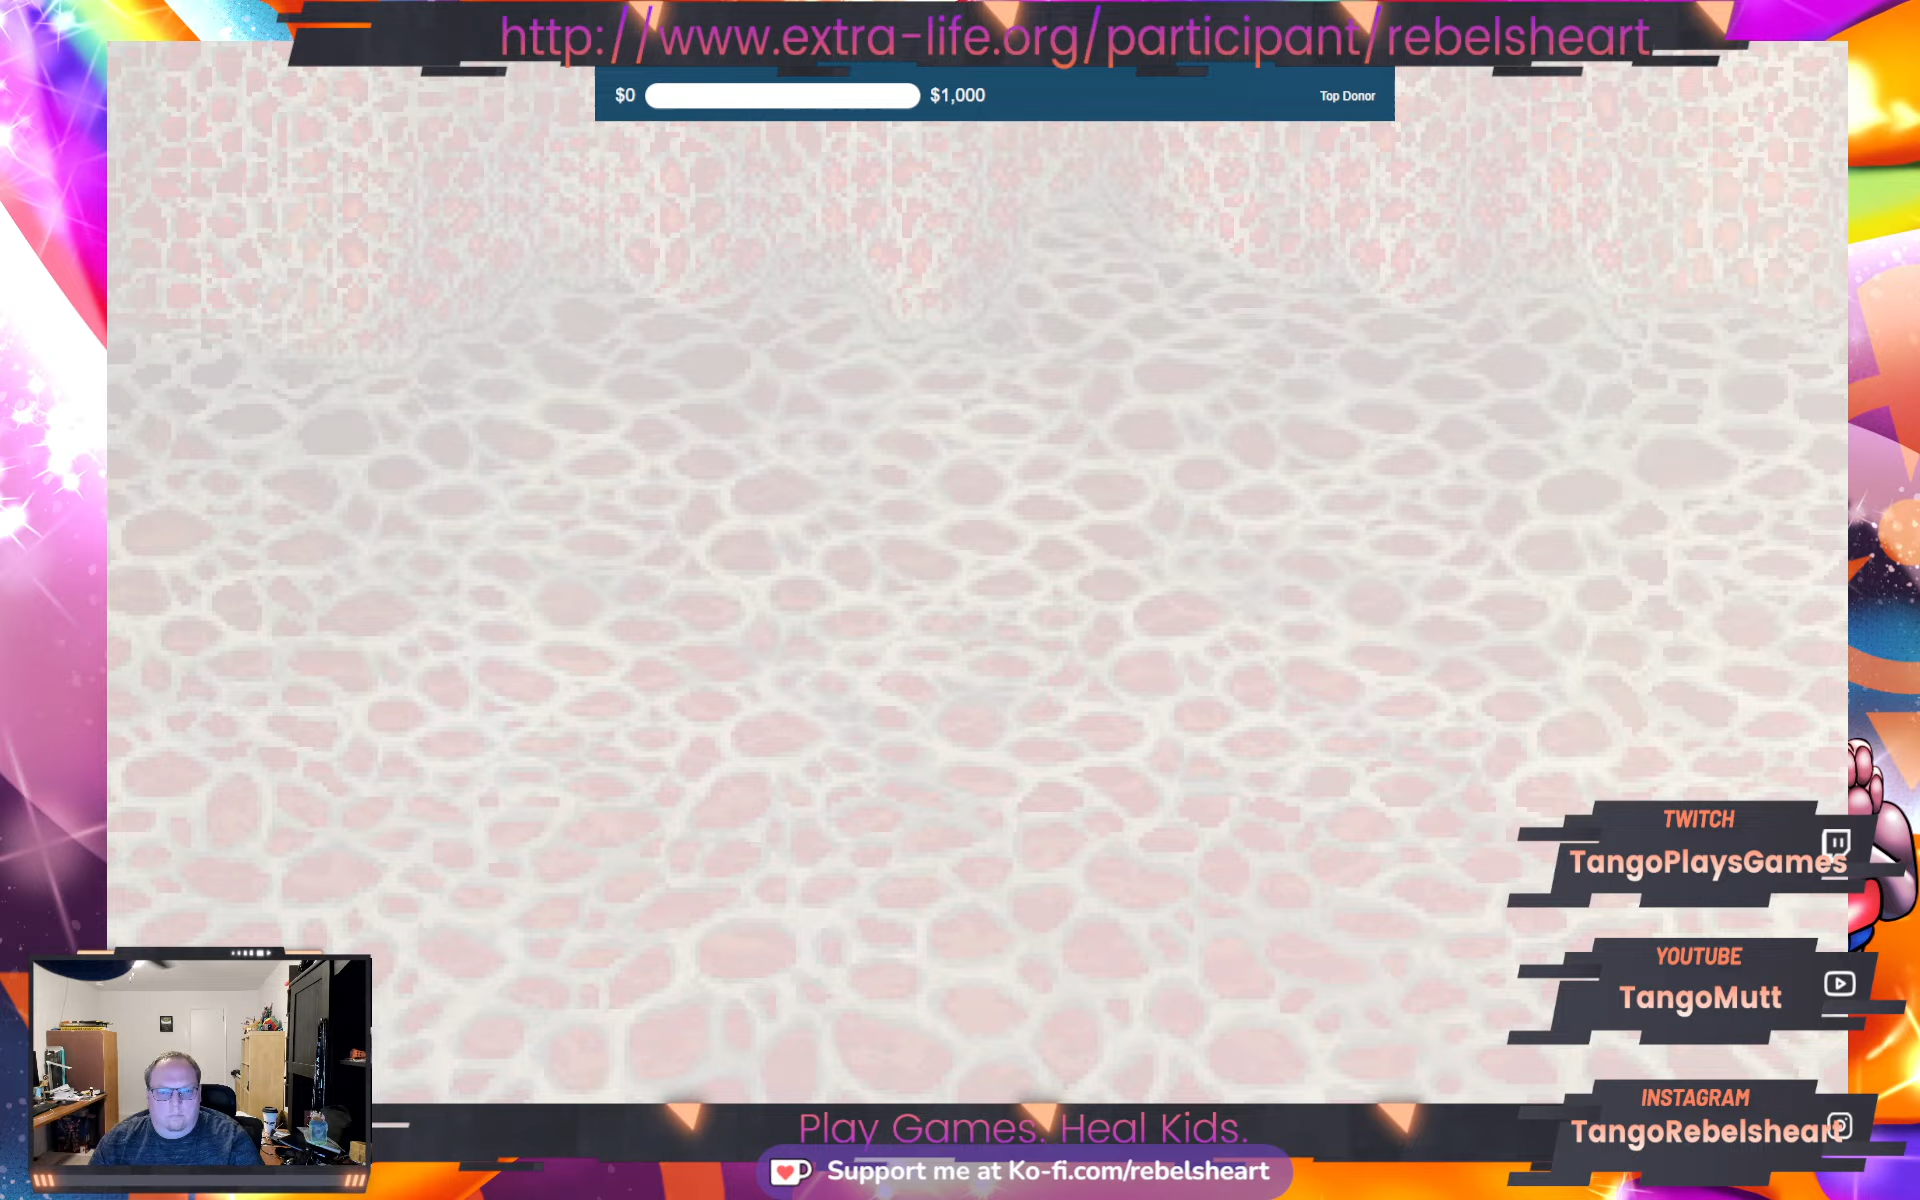 http://www.extra-life.org/participant/rebelsheart
$0 $1,000 Top Donor
TWITCH
TangoPlaysGames
YOUTUBE
TangoMutt
INSTAGRAM
TangoRebelsheart
Play Games. Heal Kids.
Support me at Ko-fi.com/rebelsheart